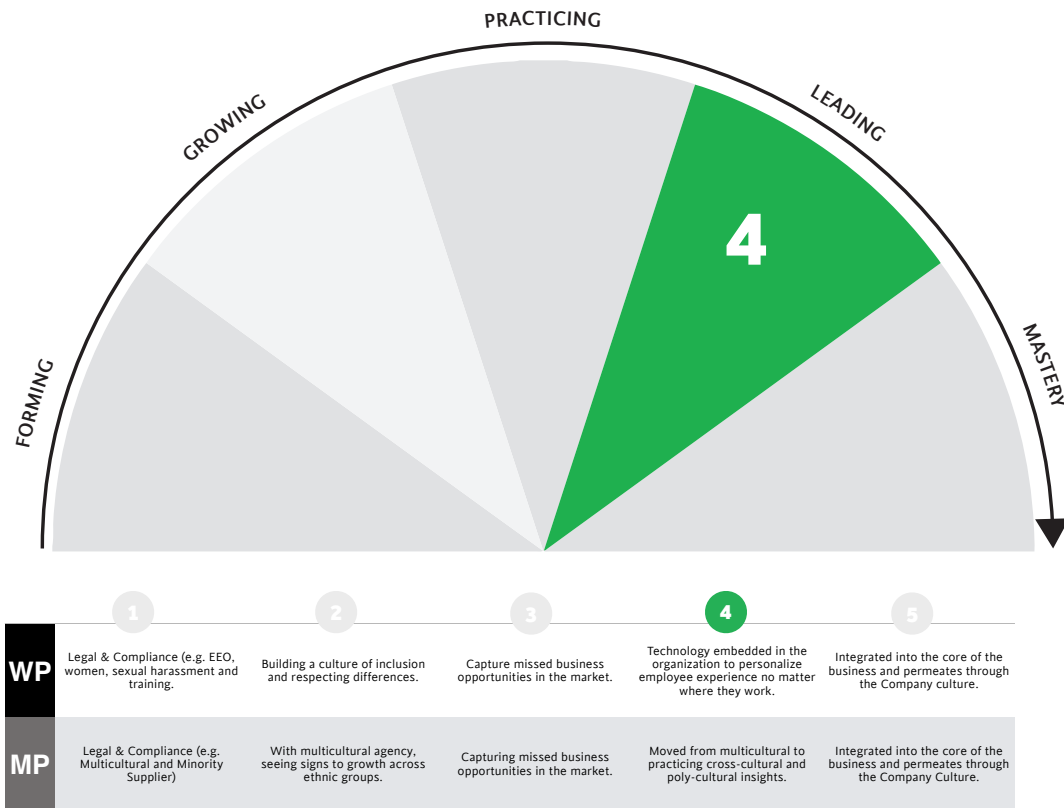 PRACTICING
GROWING
LEADING
FORMING
MASTERY
4
1
2
3
4
5
WP
Legal & Compliance (e.g. EEO,
women, sexual harassment and
training.
Building a culture of inclusion
and respecting differences.
Capture missed business
opportunities in the market.
Technology embedded in the
organization to personalize
employee experience no matter
where they work.
Integrated into the core of the
business and permeates through
the Company culture.
MP
Legal & Compliance (e.g.
Multicultural and Minority
Supplier)
With multicultural agency,
seeing signs to growth across
ethnic groups.
Capturing missed business
opportunities in the market.
Moved from multicultural to
practicing cross-cultural and
poly-cultural insights.
Integrated into the core of the
business and permeates through
the Company Culture.